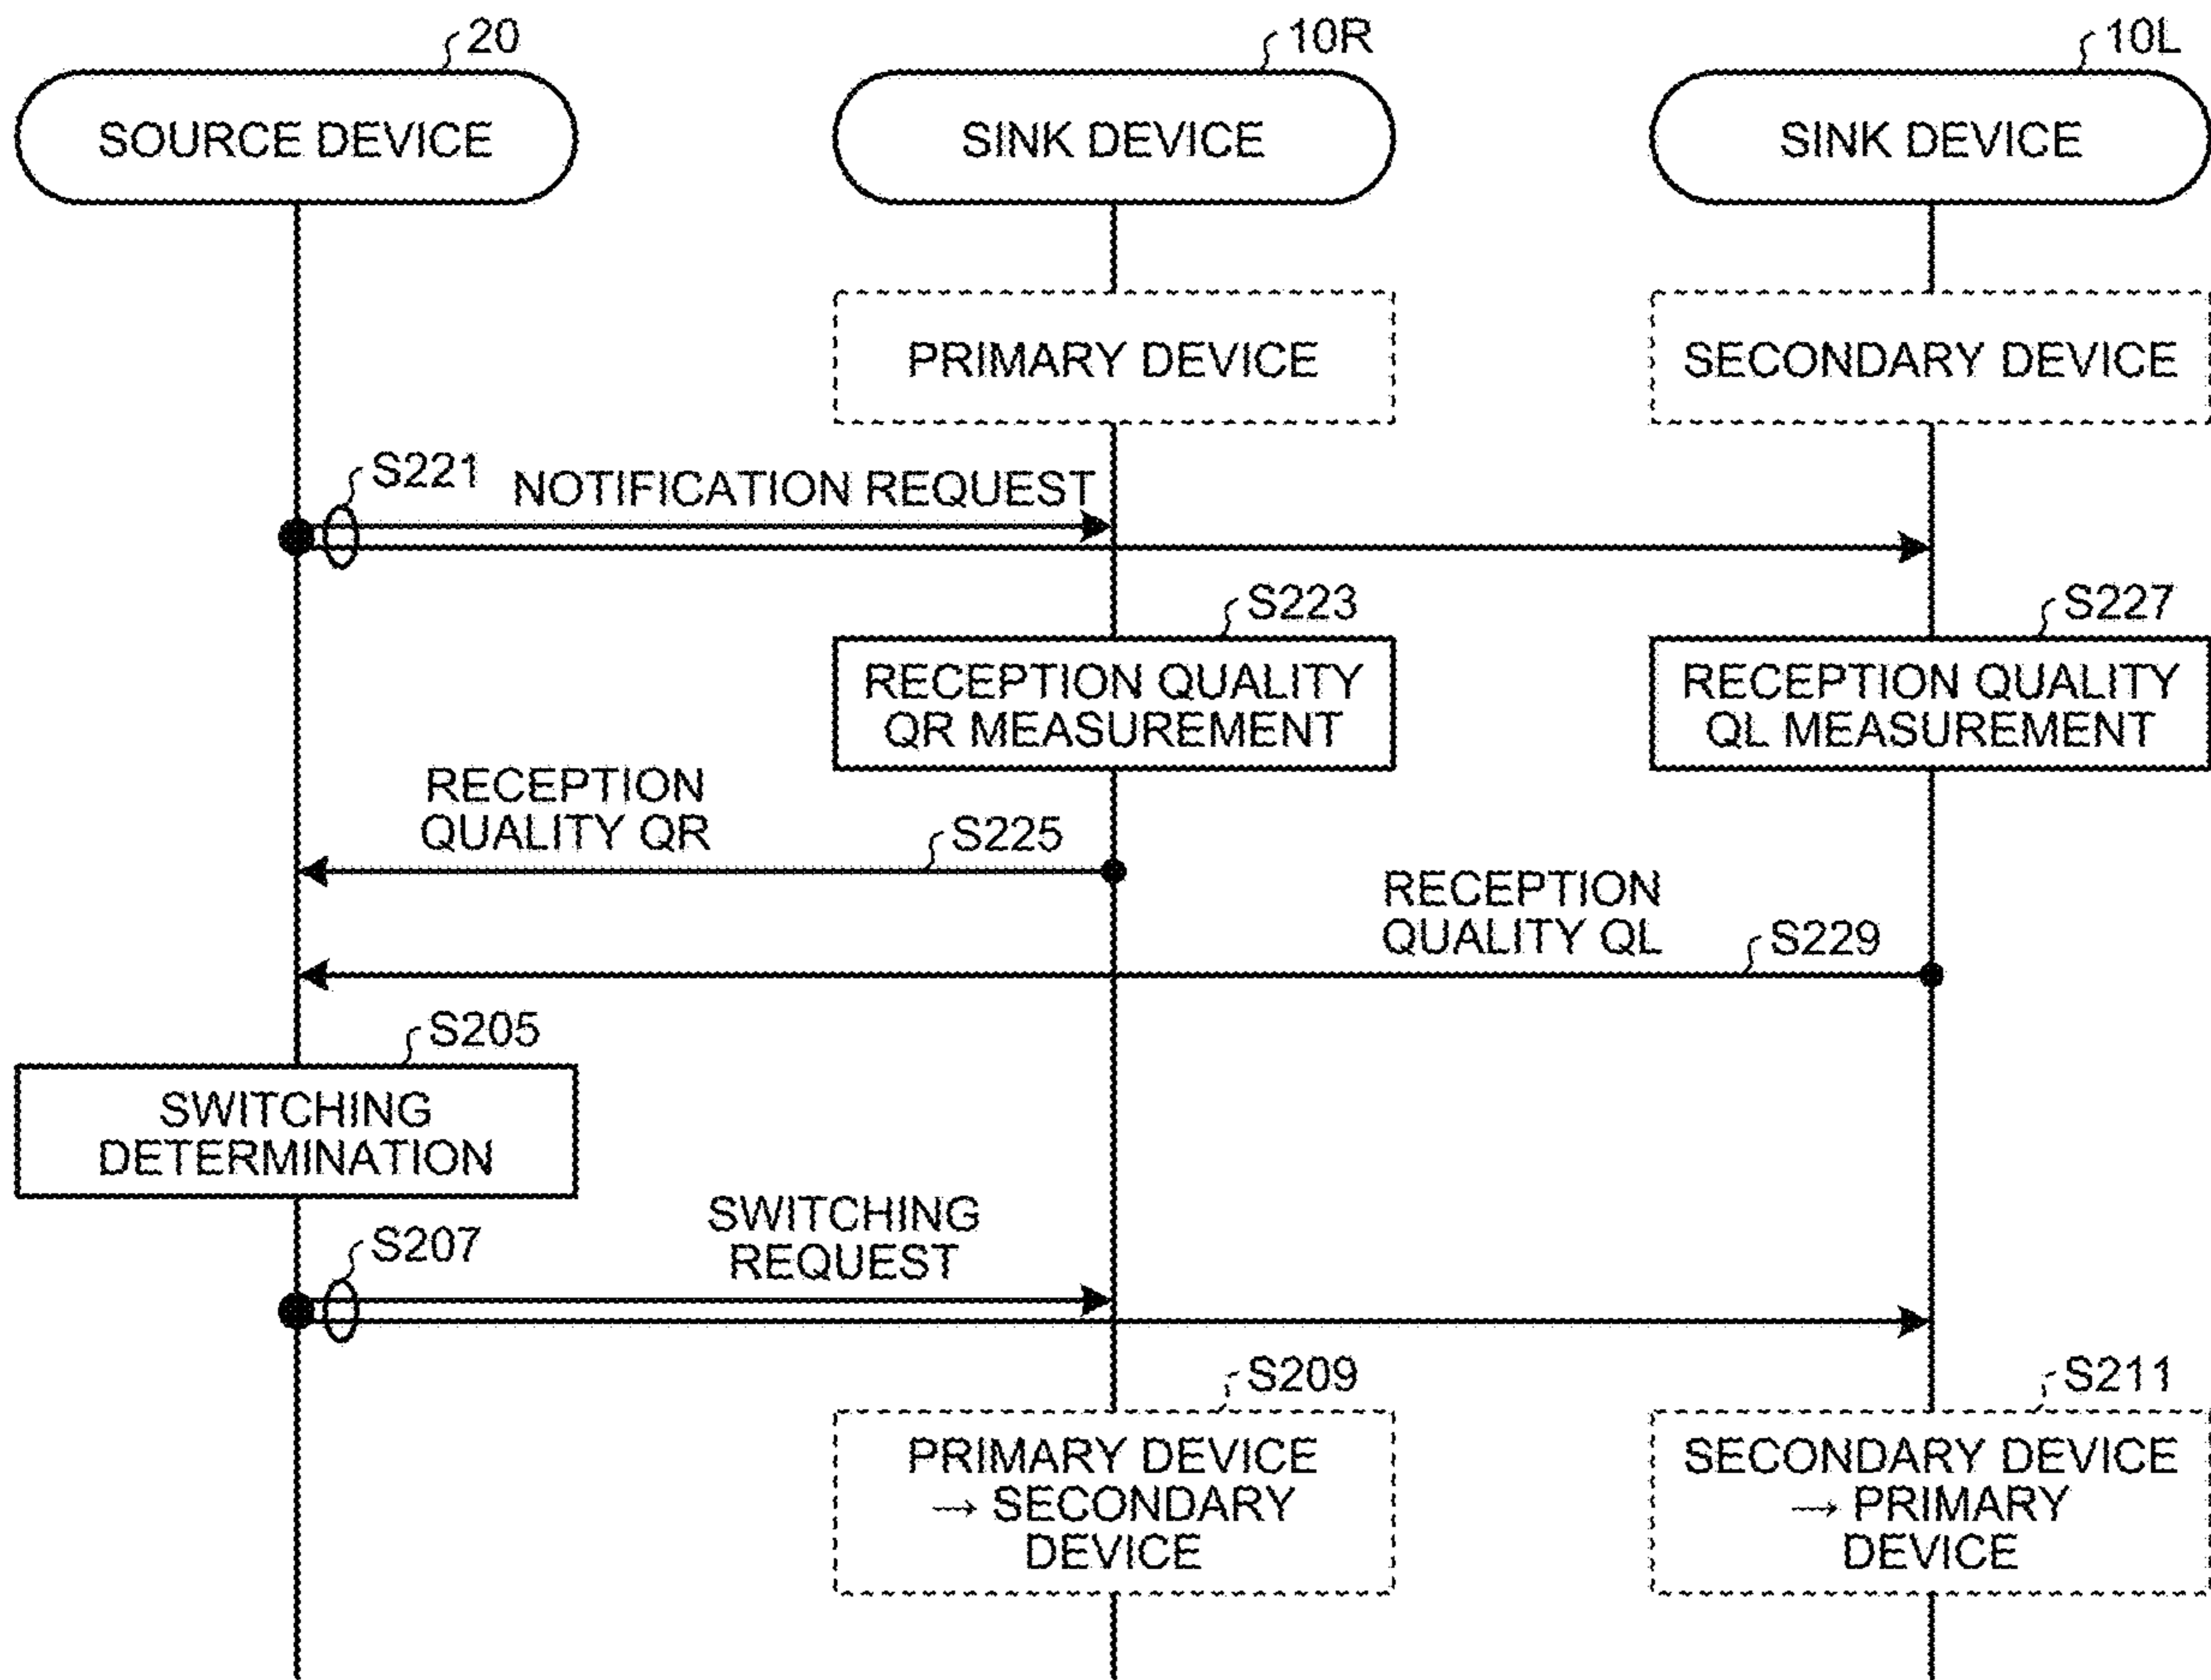 20
10R
10L
SOURCE DEVICE
SINK DEVICE
SINK DEVICE
PRIMARY DEVICE
SECONDARY DEVICE
S221
NOTIFICATION REQUEST
S223
S227
RECEPTION QUALITY
QR MEASUREMENT
RECEPTION QUALITY
QL MEASUREMENT
RECEPTION
QUALITY QR
S225
RECEPTION
QUALITY QL
S229
S205
SWITCHING
DETERMINATION
S207
SWITCHING
REQUEST
S209
S211
PRIMARY DEVICE
→ SECONDARY
DEVICE
SECONDARY DEVICE
→ PRIMARY
DEVICE